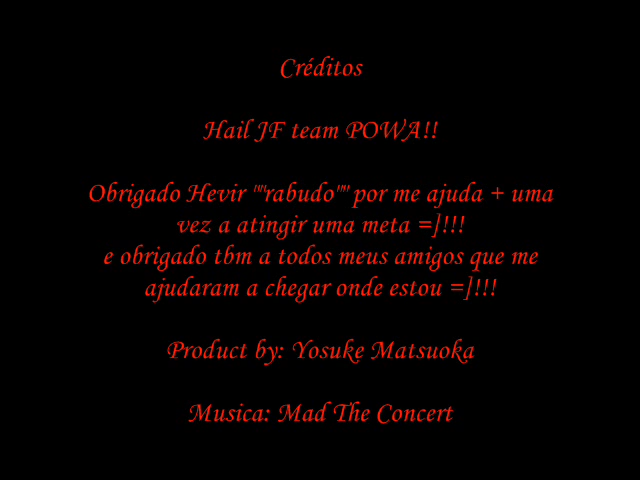 Créditos
Hail JF team POWA!!
Obrigado Hevir ""rabudo"" por me ajuda + uma
vez a atingir uma meta =]!!!
e obrigado tbm a todos meus amigos que me
ajudaram a chegar onde estou =]!!!
Product by: Yosuke Matsuoka
Musica: Mad The Concert